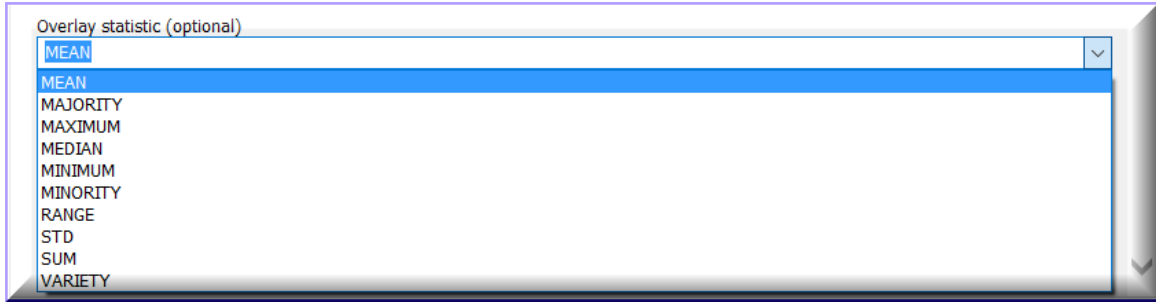 Overlay statistic (optional)
MEAN
MEAN
MAJORITY
MAXIMUM
MEDIAN
MINIMUM
MINORITY
RANGE
STD
SUM
VARIETY